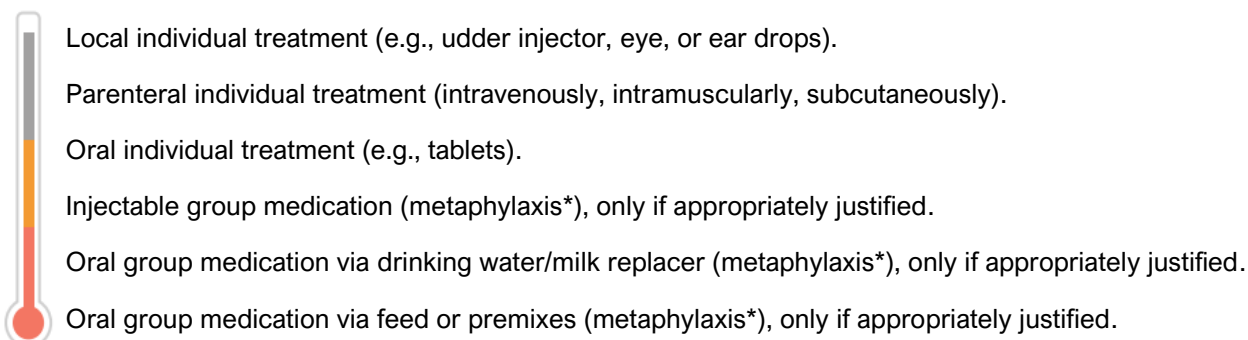 Local individual treatment (e.g., udder injector, eye, or ear drops).
Parenteral individual treatment (intravenously, intramuscularly, subcutaneously).
Oral individual treatment (e.g., tablets).
Injectable group medication (metaphylaxis*), only if appropriately justified.
Oral group medication via drinking water/milk replacer (metaphylaxis*), only if appropriately justified.
Oral group medication via feed or premixes (metaphylaxis*), only if appropriately justified.